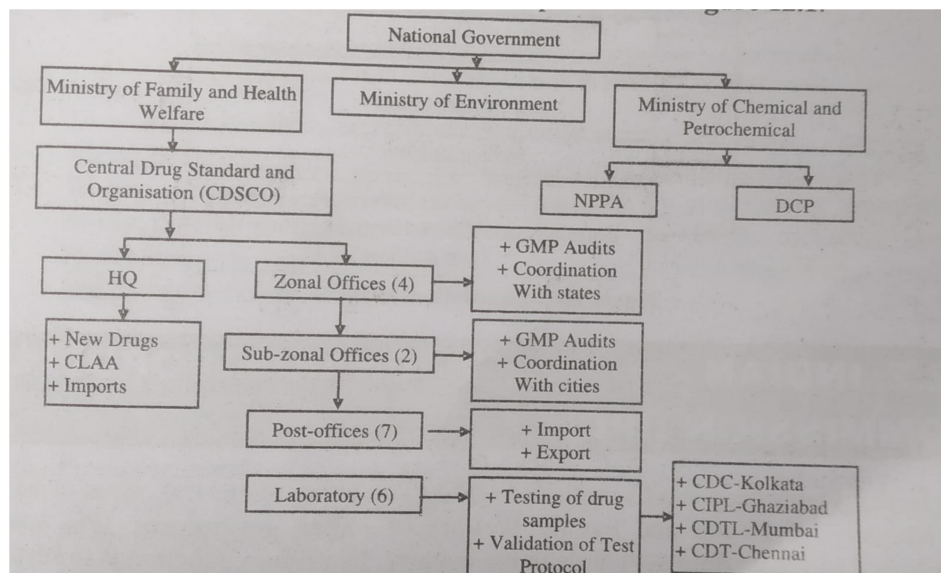 National Government
Ministry of Family and Health
Welfare
Ministry of Environment
Ministry of Chemical and
Petrochemical
Central Drug Standard and
Organisation (CDSCO)
NPPA
DCP
HQ
Zonal Offices (4)
+ GMP Audits
+ Coordination
With states
+ New Drugs
+ CLAA
+ Imports
Sub-zonal Offices (2)
+ GMP Audits
+ Coordination
With cities
Post-offices (7)
+ Import
+ Export
Laboratory (6)
+ Testing of drug
samples
+ Validation of Test
Protocol
+ CDC-Kolkata
+ CIPL-Ghaziabad
+ CDTL-Mumbai
+ CDT-Chennai